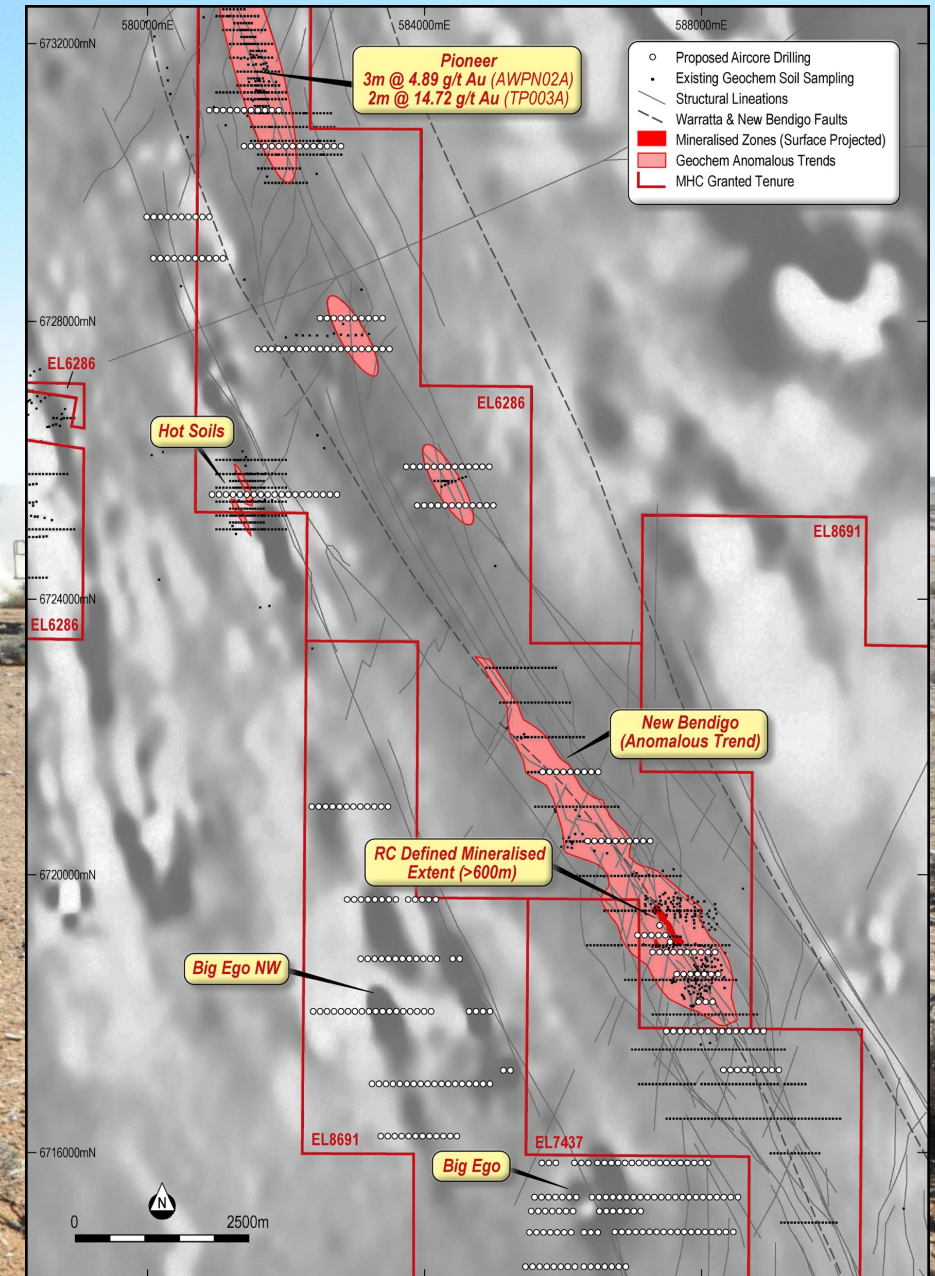 580000mE
584000mE
588000mE
6732000mN
Pioneer
3m @ 4.89 g/t Au (AWPN02A)
2m @ 14.72 g/t Au (TP003A)
Proposed Aircore Drilling
Existing Geochem Soil Sampling
Structural Lineations
Warratta & New Bendigo Faults
Mineralised Zones (Surface Projected)
Geochem Anomalous Trends
MHC Granted Tenure
6728000mN
EL6286
EL6286
Hot Soils
EL8691
6724000mN
EL6286
New Bendigo
(Anomalous Trend)
RC Defined Mineralised
Extent (>600m)
6720000mN
Big Ego NW
EL8691
EL7437
6716000mN
Big Ego
N
0
2500m